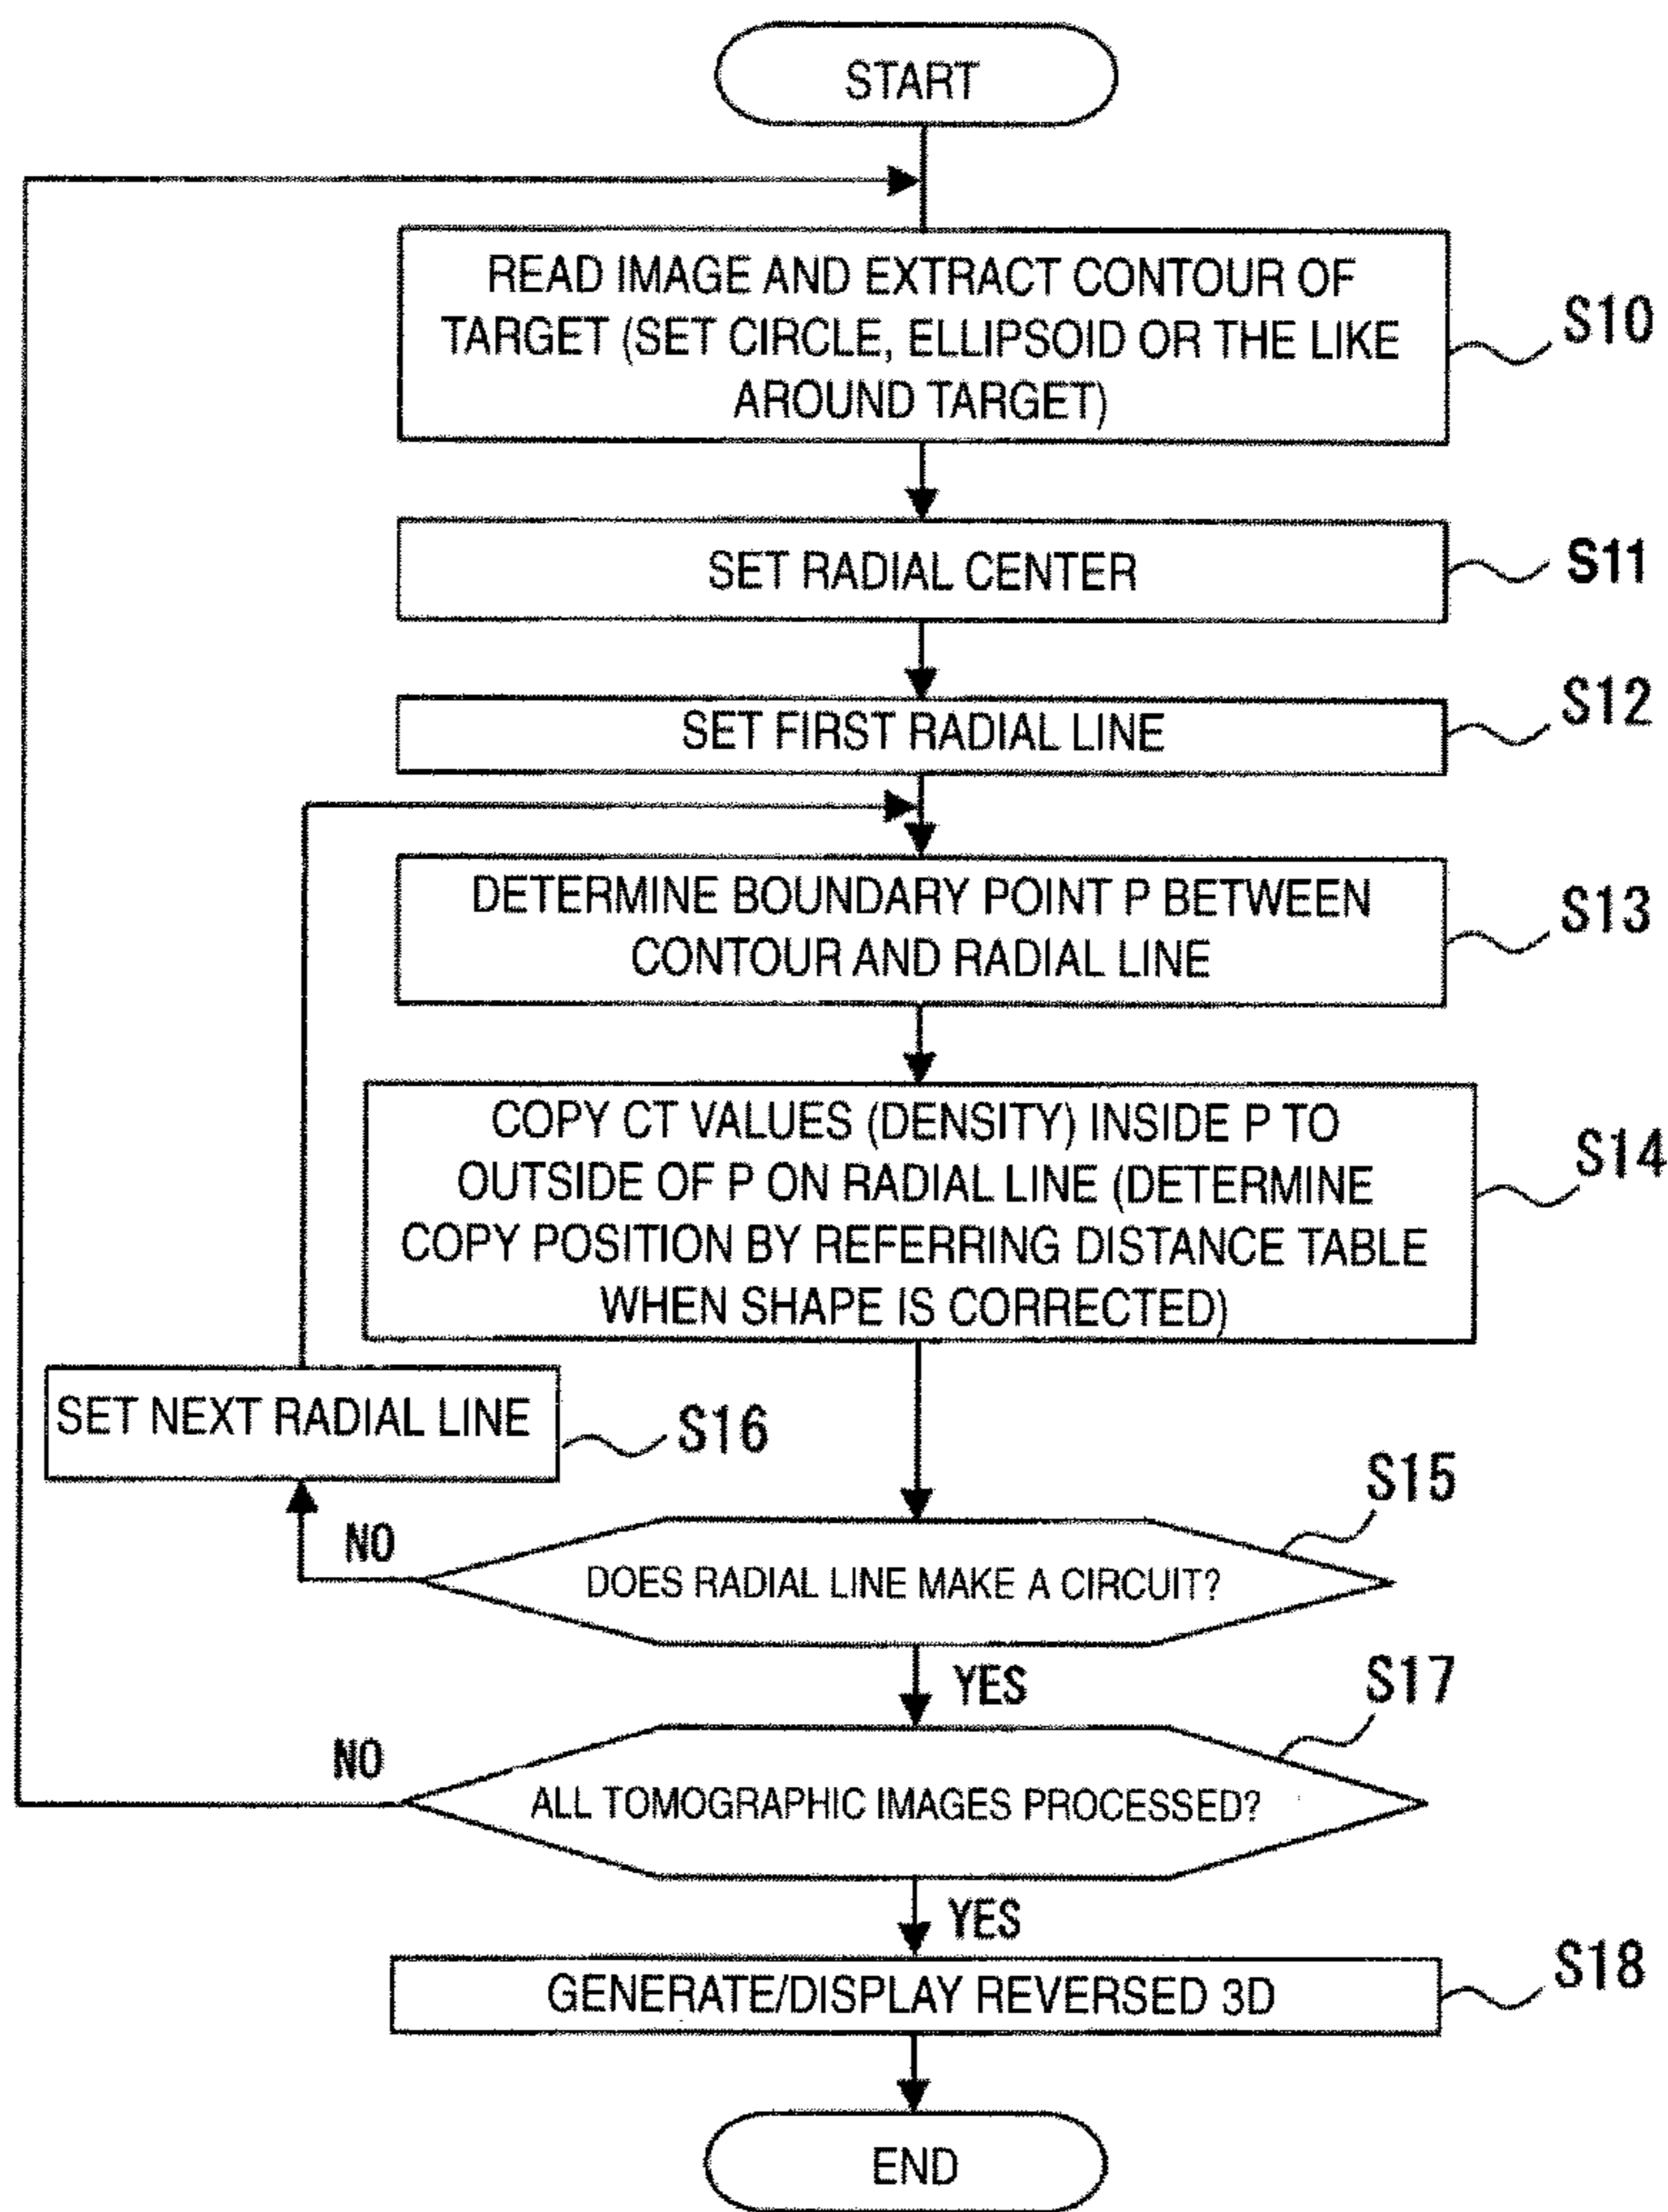 START
READ IMAGE AND EXTRACT CONTOUR OF
TARGET (SET CIRCLE, ELLIPSOID OR THE LIKE
AROUND TARGET)
S10
SET RADIAL CENTER
S11
SET FIRST RADIAL LINE
S12
DETERMINE BOUNDARY POINT P BETWEEN
CONTOUR AND RADIAL LINE
S13
COPY CT VALUES (DENSITY) INSIDE P TO
OUTSIDE OF P ON RADIAL LINE (DETERMINE
COPY POSITION BY REFERRING DISTANCE TABLE
WHEN SHAPE IS CORRECTED)
S14
SET NEXT RADIAL LINE
S16
S15
NO
DOES RADIAL LINE MAKE A CIRCUIT?
YES
S17
NO
ALL TOMOGRAPHIC IMAGES PROCESSED?
YES
GENERATE/DISPLAY REVERSED 3D
S18
END